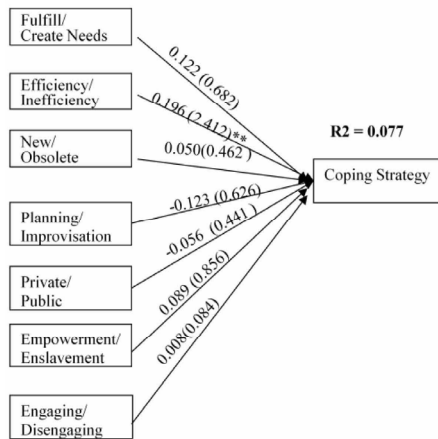 Fulfill/
Create Needs
0.122 (0.682)
Efficiency/
Inefficiency
0.196 (2.412)**
R2 = 0.077
New/
Obsolete
0.050(0.462 )
Coping Strategy
Planning/
Improvisation
-0.123 (0.626)
Private/
Public
-0.056 (0.441)
Empowerment/
Enslavement
0.089 (0.856)
Engaging/
Disengaging
0.008(0.084)